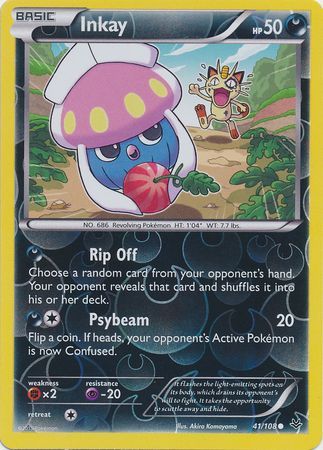 BASIC
Inkay
HP 50
NO. 686 Revolving Pokémon HT: 1'04" WT: 7.7 lbs.
Rip Off
Choose a random card from your opponent's hand.
Your opponent reveals that card and shuffles it into
his or her deck.
Psybeam 20
Flip a coin. If heads, your opponent's Active Pokémon
is now Confused.
weakness
×2
resistance
-20
retreat
It flashes the light-emitting spots on
its body, which drains its opponent's
will to fight. It takes the opportunity
to scuttle away and hide.
Illus. Akira Komayama
41/108